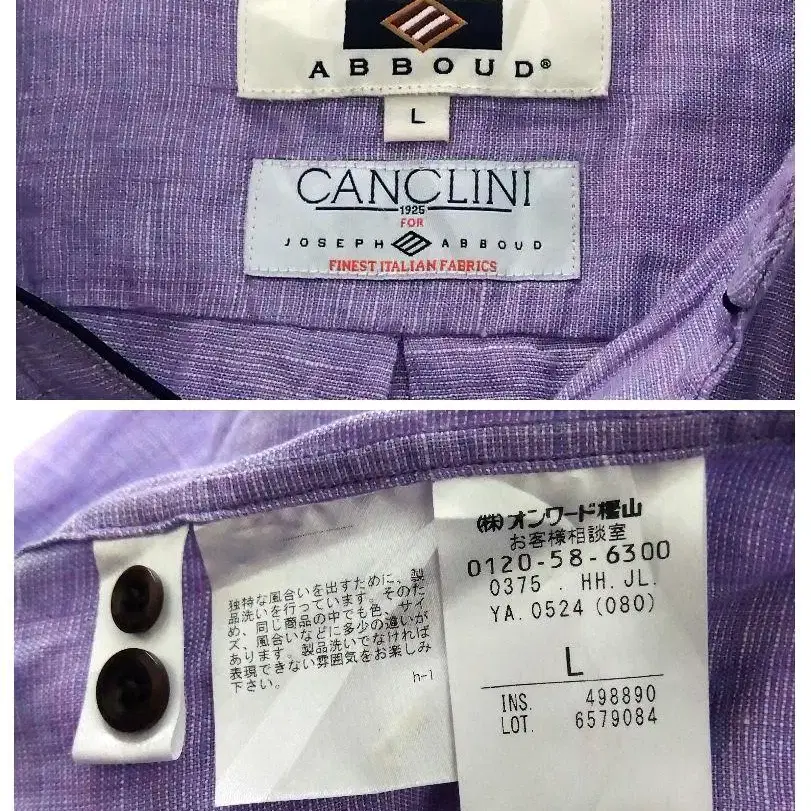 ABBOUD®
L
CANCLINI
1925
FOR
JOSEPH ABBOUD
FINEST ITALIAN FABRICS
独特な風合いを出すために、製
品洗いを行っています。そのた
め、同じ商品の中でも色、サイ
ズ、風合いなどに多少の違いが
あります。製品洗いでなければ
表現できない雰囲気をお楽しみ
下さい。
h-1
㈱オンワード樫山
お客様相談室
0120-58-6300
0375 . HH. JL.
YA. 0524 (080)
L
INS. 498890
LOT. 6579084